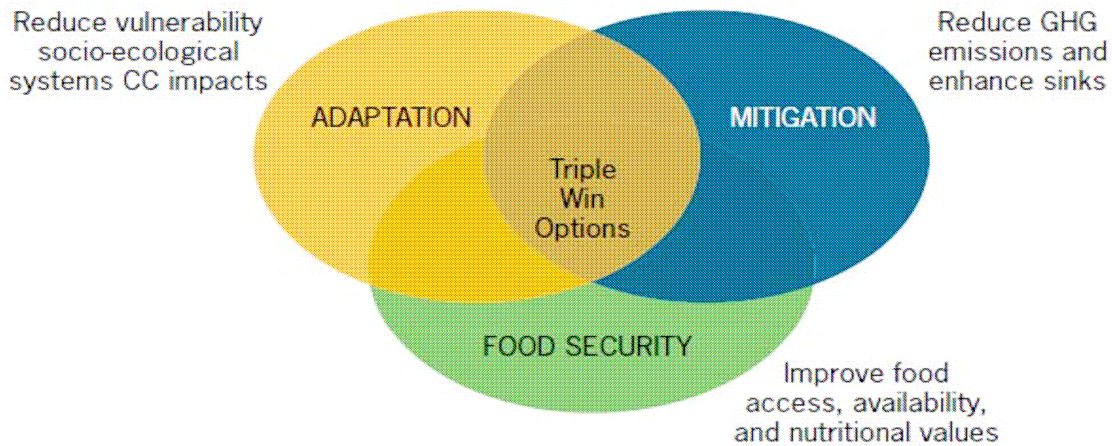 Reduce vulnerability
socio-ecological
systems CC impacts
Reduce GHG
emissions and
enhance sinks
ADAPTATION
MITIGATION
Triple
Win
Options
FOOD SECURITY
Improve food
access, availability,
and nutritional values